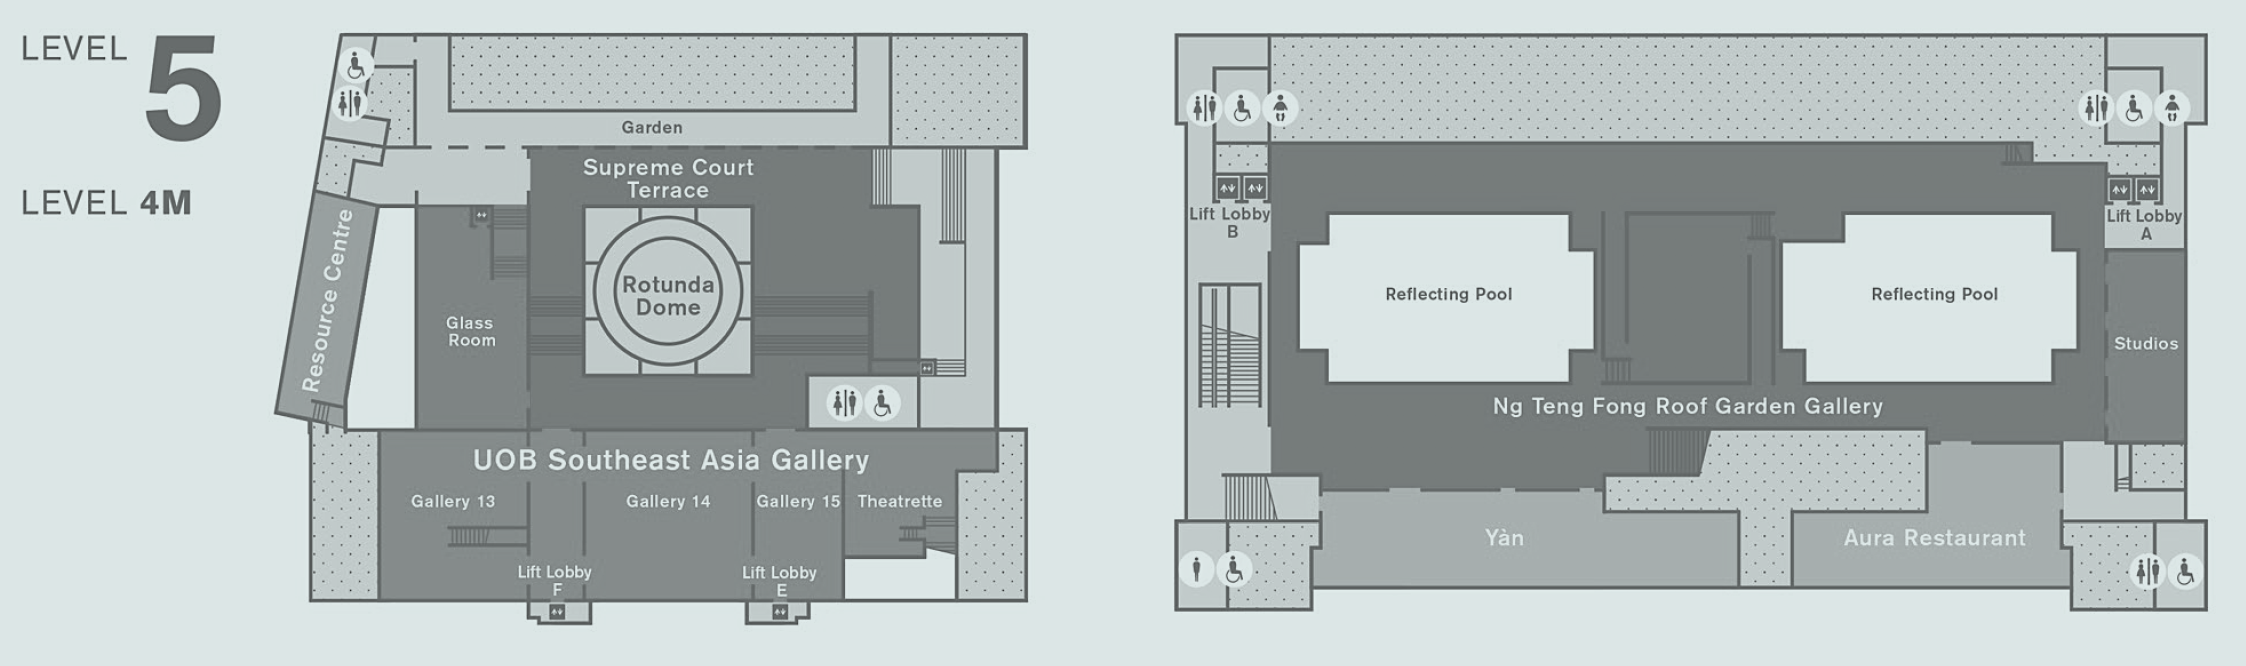 LEVEL 5
LEVEL 4M
Garden
Supreme Court
Terrace
Rotunda
Dome
Resource Centre
Glass
Room
UOB Southeast Asia Gallery
Gallery 13
Gallery 14
Gallery 15
Theatrette
Lift Lobby
F
Lift Lobby
E
Lift Lobby
B
Lift Lobby
A
Reflecting Pool
Reflecting Pool
Studios
Ng Teng Fong Roof Garden Gallery
Yàn
Aura Restaurant